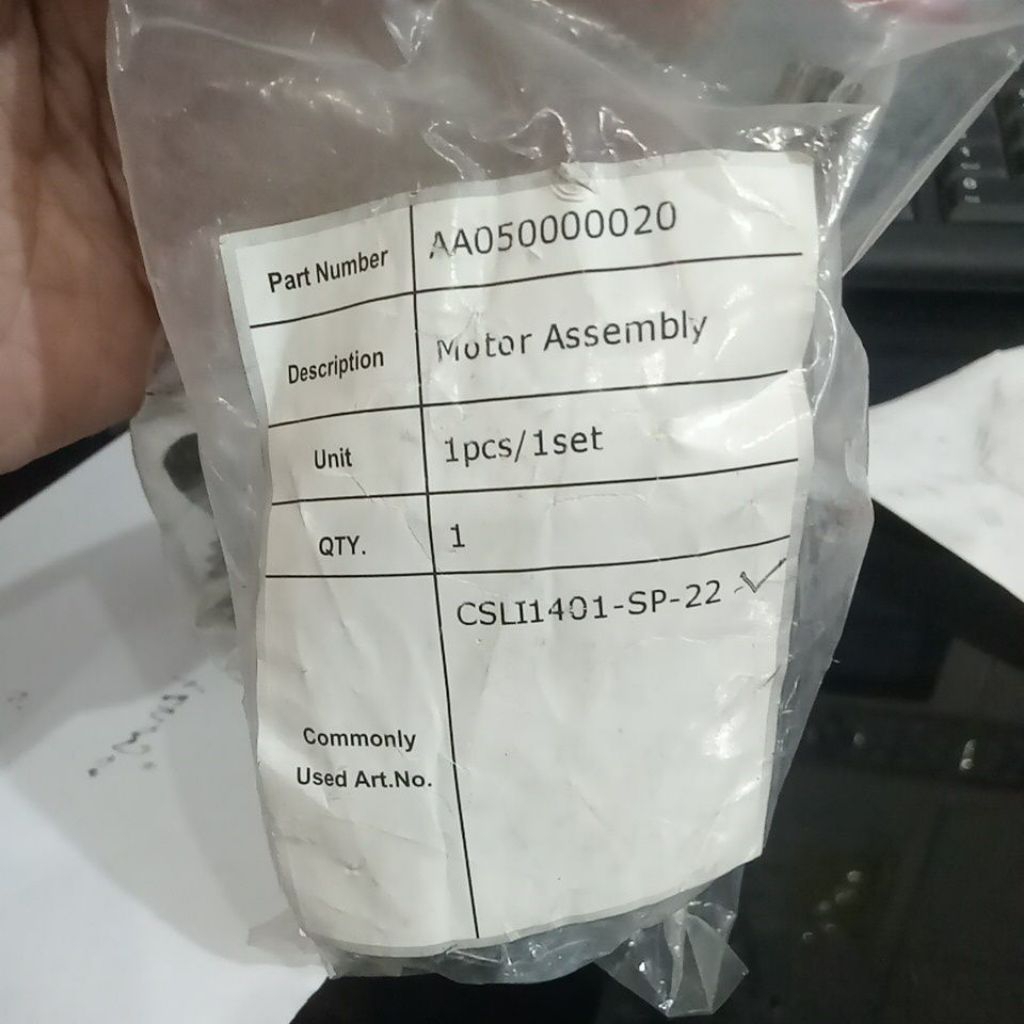 Part Number AA050000020
Description Motor Assembly
Unit 1pcs/1set
QTY. 1
CSLI1401-SP-22
Commonly
Used Art.No.